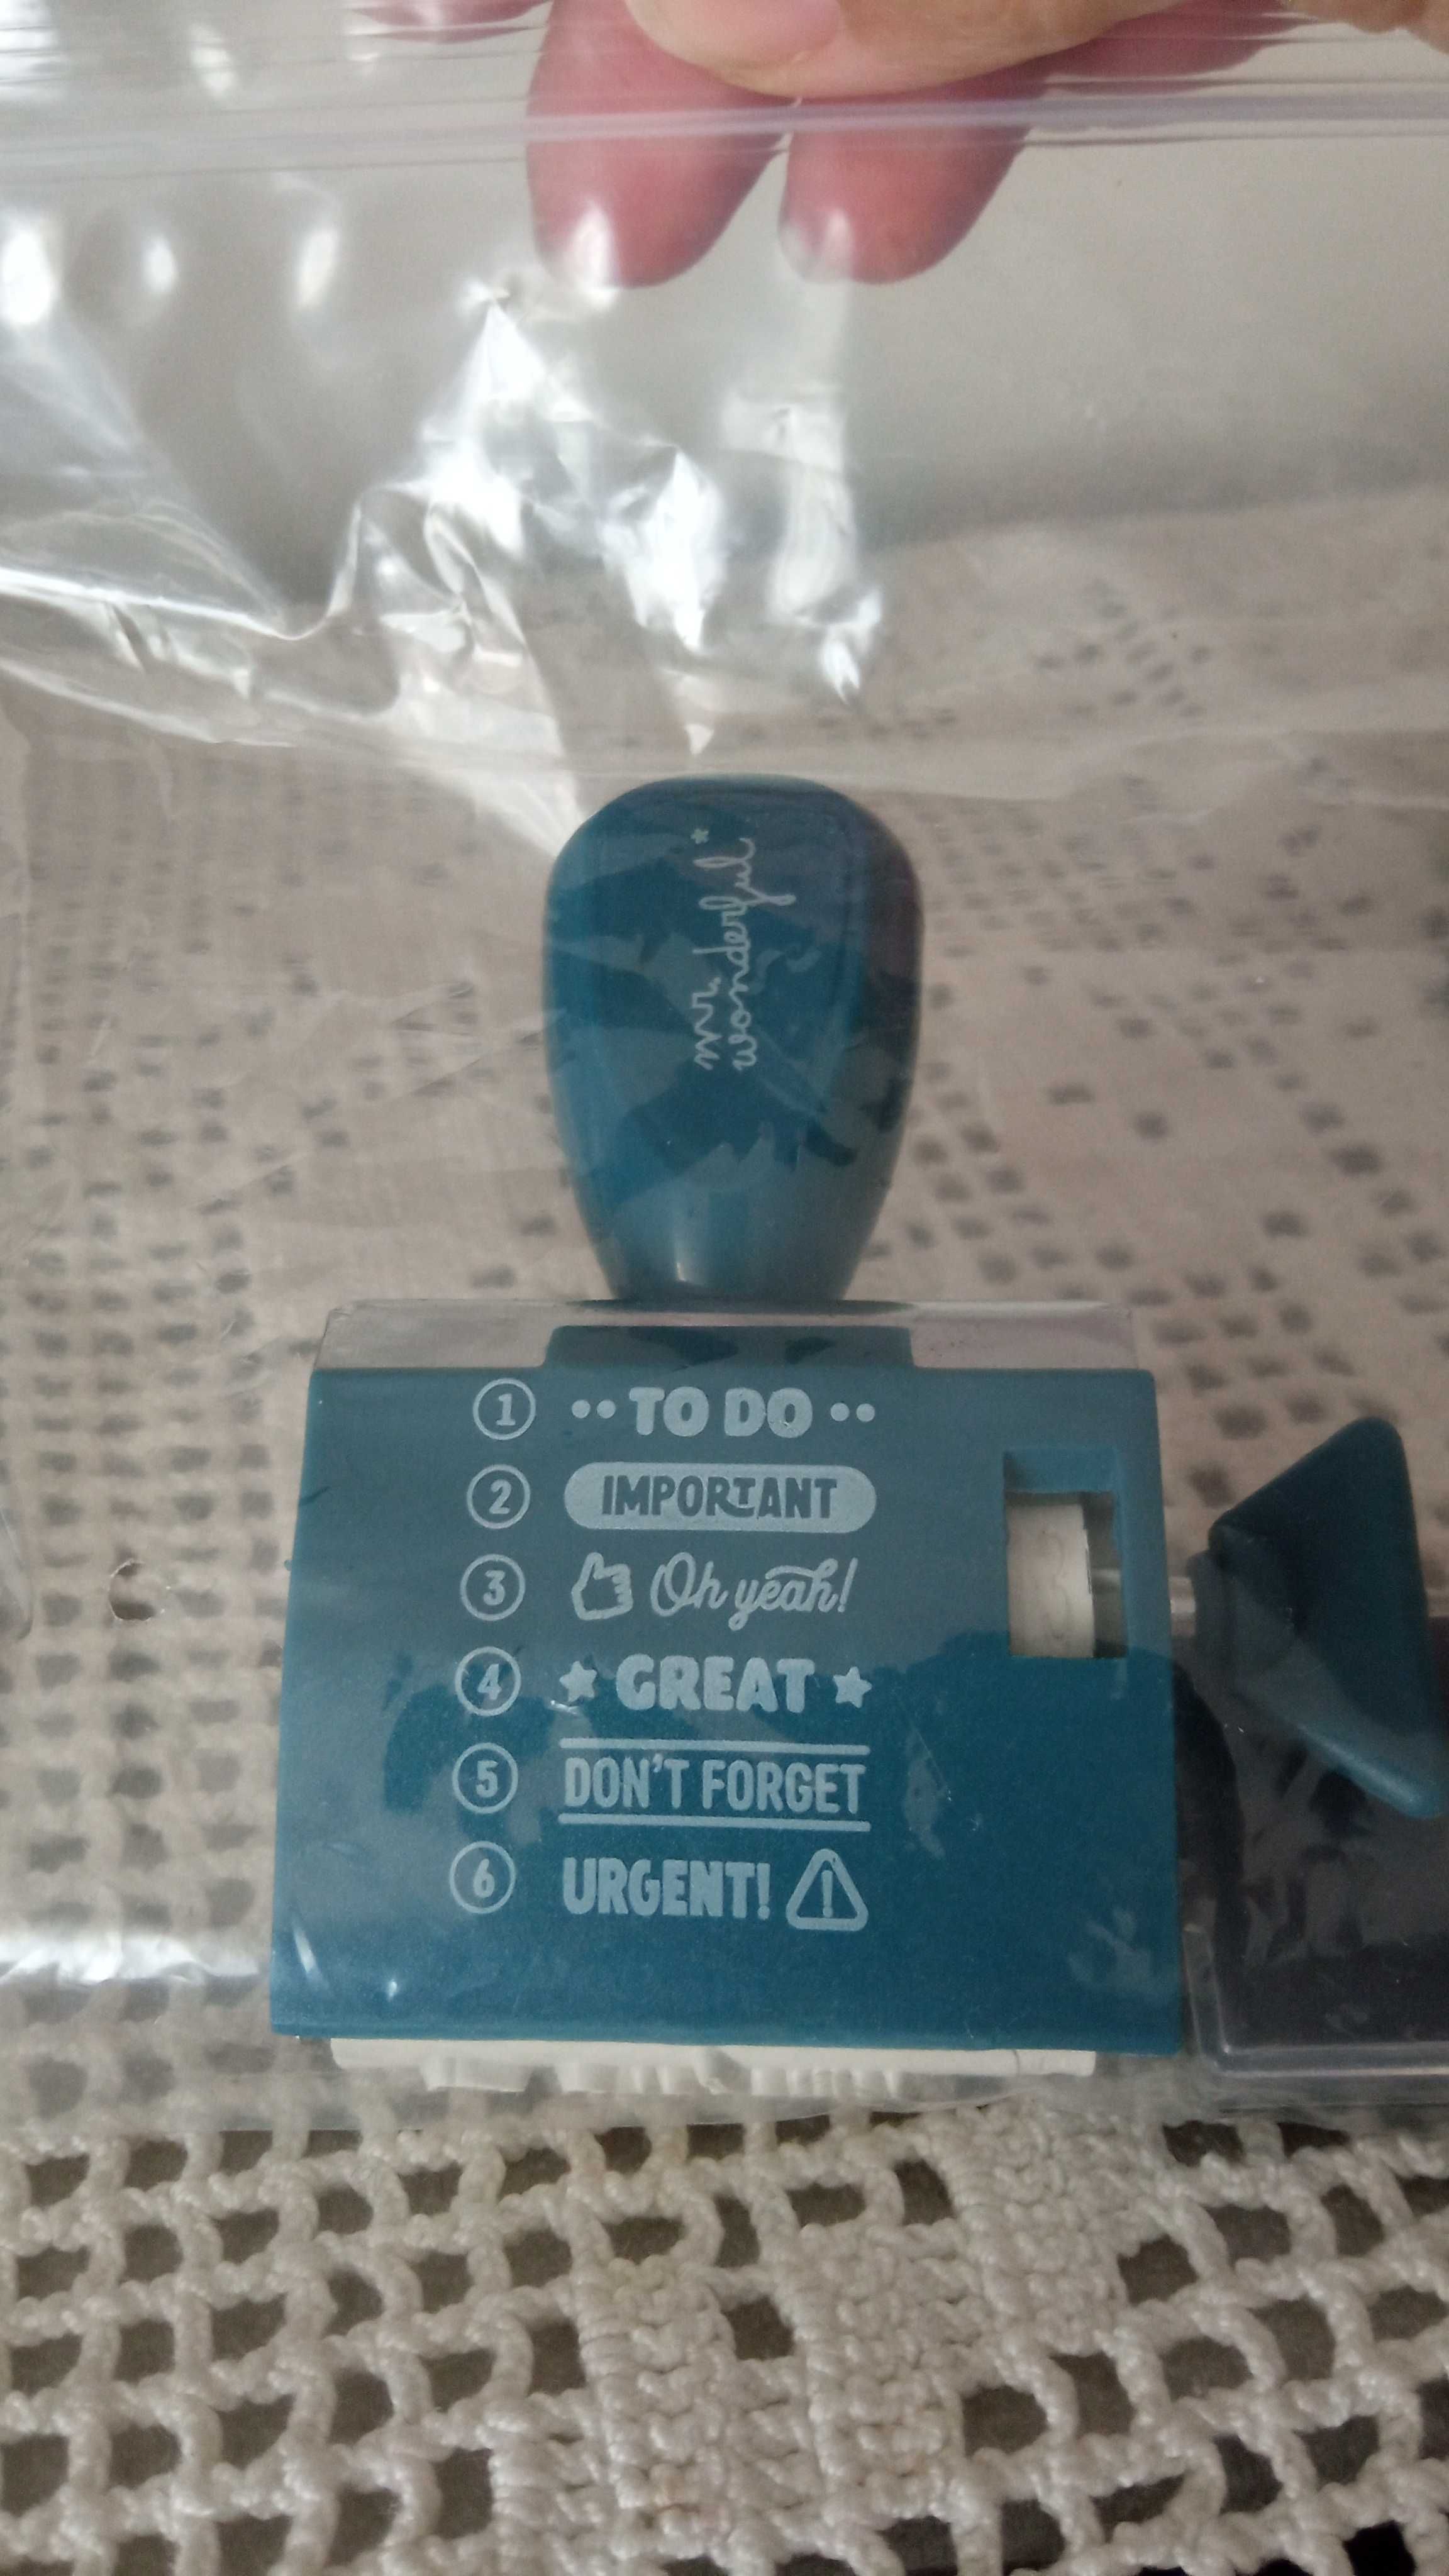 mr.
wonderful*
1 •• TO DO ••
2 IMPORTANT
3 Oh yeah!
4 ★ GREAT ★
5 DON'T FORGET
6 URGENT! ⚠